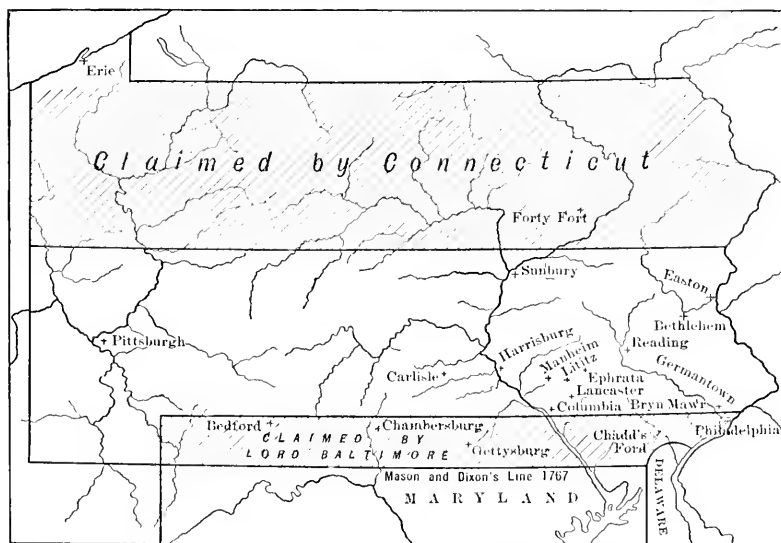 Erie
Claimed by Connecticut
Forty Fort
Sunbury
Easton
Bethlehem
Pittsburgh
Harrisburg
Manheim
Lititz
Reading
Germantown
Carlisle
Ephrata
Lancaster
Columbia
Bryn Mawr
Bedford
Chambersburg
Philadelphia
CLAIMED BY
LORD BALTIMORE
Gettysburg
Chadd's
Ford
Mason and Dixon's Line 1767
MARYLAND
DELAWARE